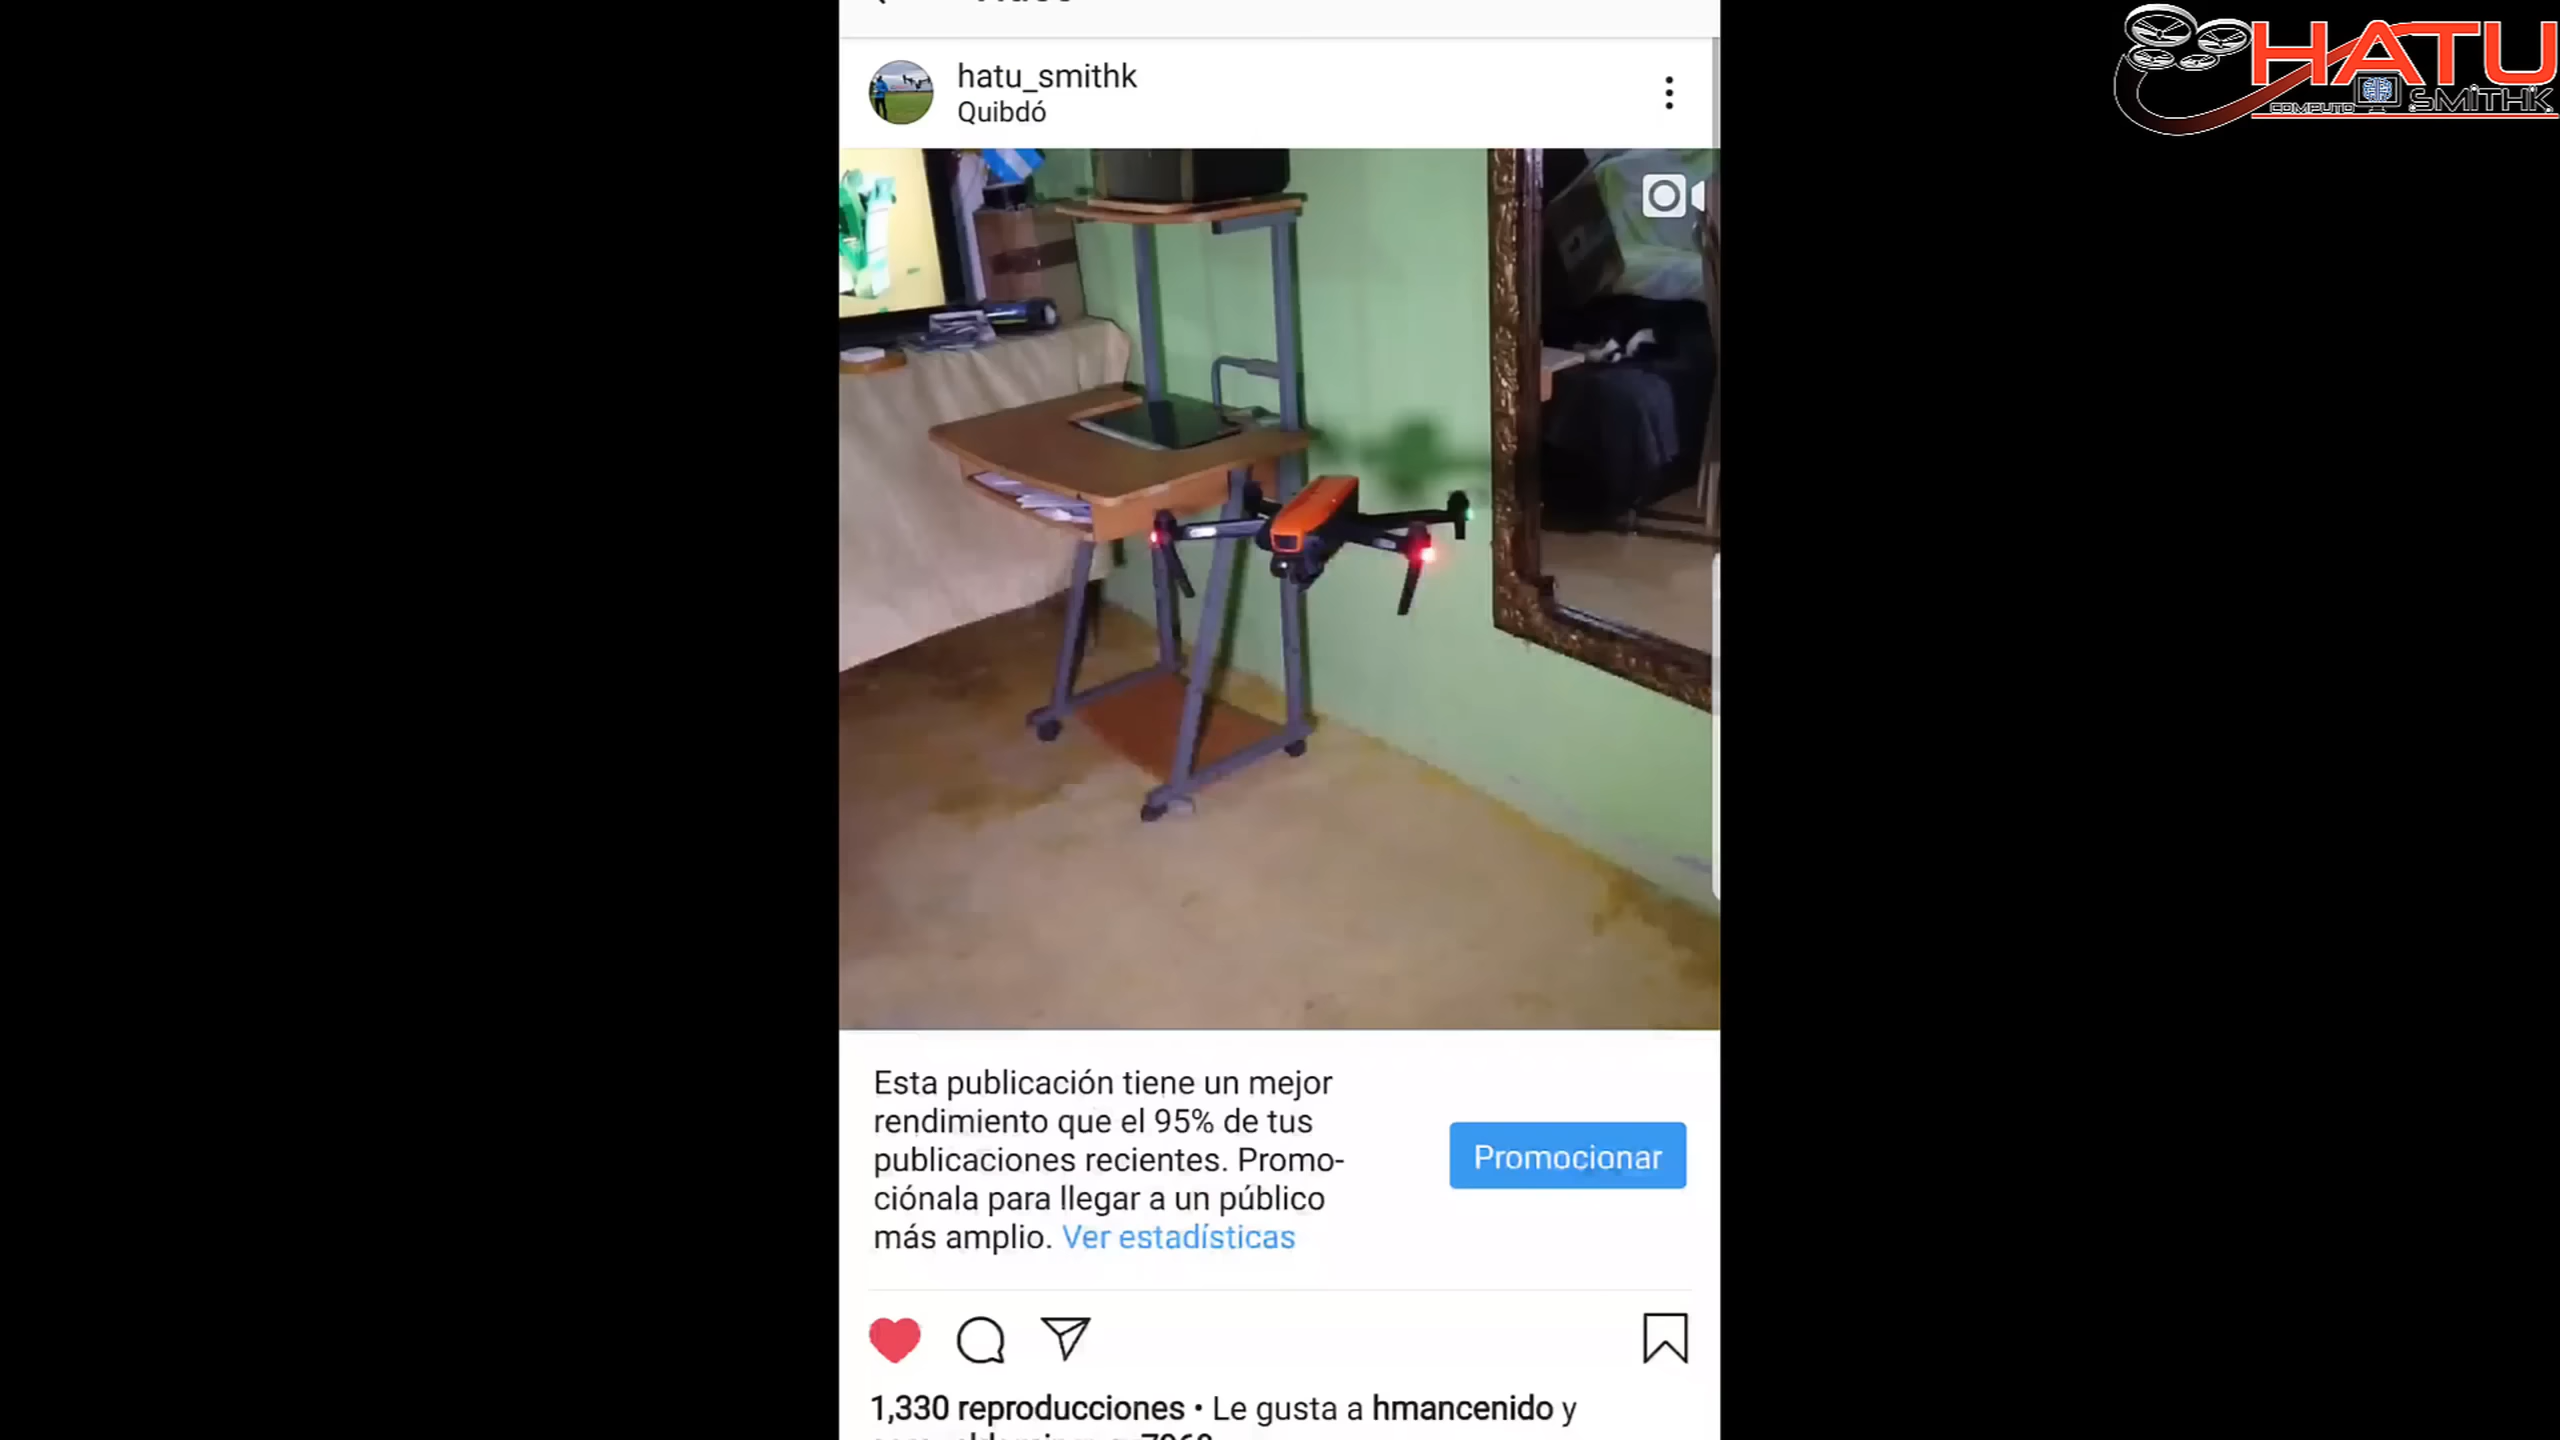 HATU
COMPUTO SMITHK
hatu_smithk
Quibdó
Esta publicación tiene un mejor
rendimiento que el 95% de tus
publicaciones recientes. Promo-
ciónala para llegar a un público
más amplio. Ver estadísticas
Promocionar
1,330 reproducciones • Le gusta a hmancenido y